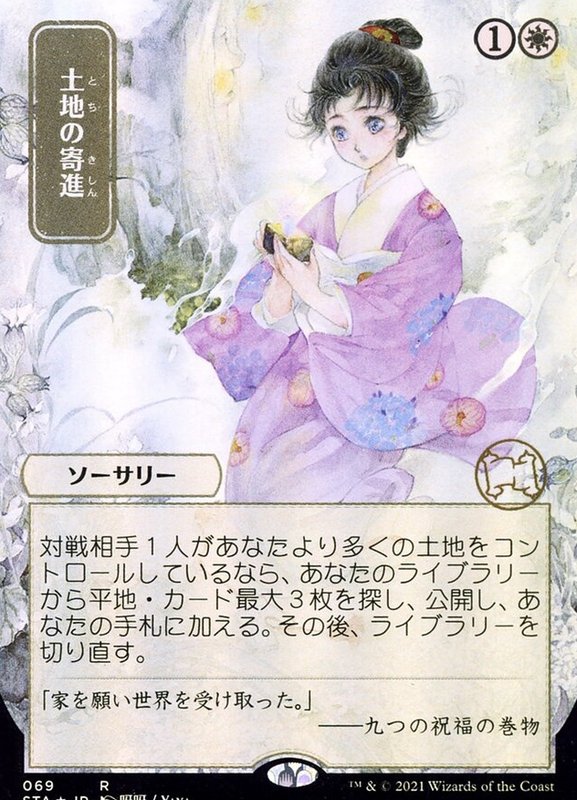 1
土地の寄進
とちきしん
ソーサリー
対戦相手1人があなたより多くの土地をコント
ロールしているなら、あなたのライブラリー
から平地・カード最大3枚を探し、公開し、あ
なたの手札に加える。その後、ライブラリーを
切り直す。
「家を願い世界を受け取った。」
——九つの祝福の巻物
069 R
™ & © 2021 Wizards of the Coast
STA